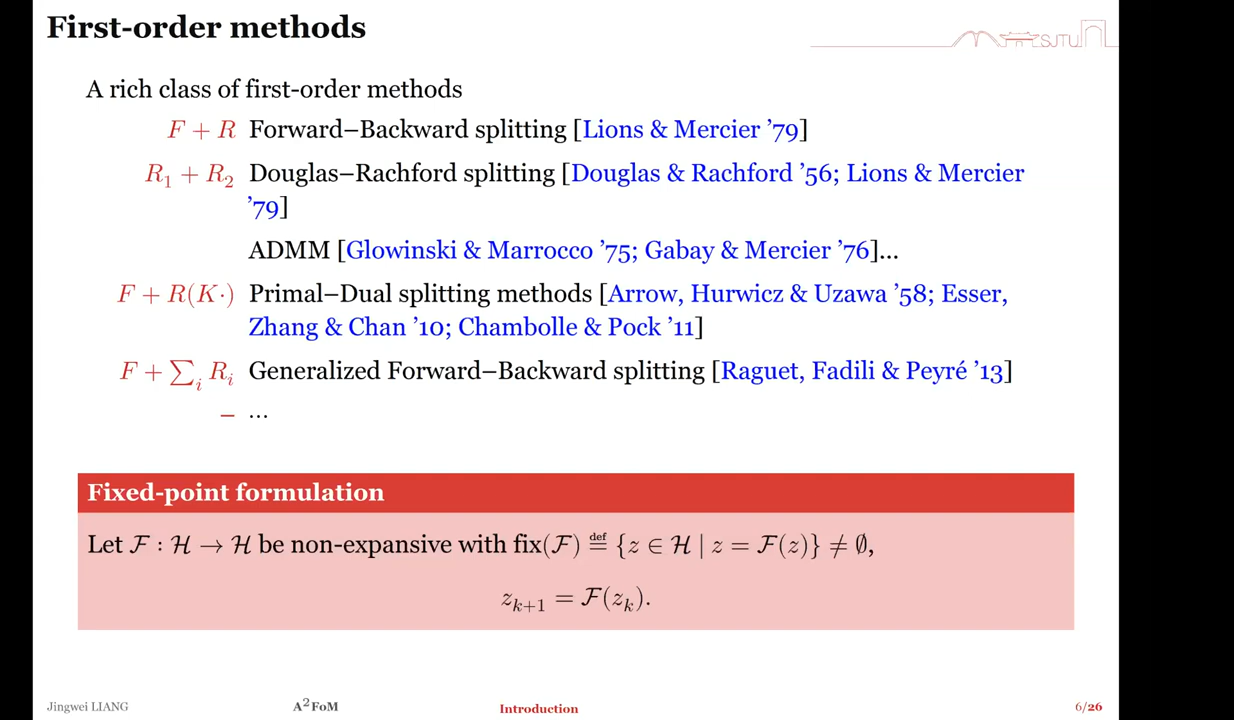 First-order methods
SJTU
A rich class of first-order methods
F + R Forward–Backward splitting [Lions & Mercier ’79]
R₁ + R₂ Douglas–Rachford splitting [Douglas & Rachford ’56; Lions & Mercier
’79]
ADMM [Glowinski & Marrocco ’75; Gabay & Mercier ’76]...
F + R(K·) Primal–Dual splitting methods [Arrow, Hurwicz & Uzawa ’58; Esser,
Zhang & Chan ’10; Chambolle & Pock ’11]
F + ∑ᵢ Rᵢ Generalized Forward–Backward splitting [Raguet, Fadili & Peyré ’13]
– ...
Fixed-point formulation
Let ℱ : ℋ → ℋ be non-expansive with fix(ℱ) ≝ {z ∈ ℋ | z = ℱ(z)} ≠ ∅,
zₖ₊₁ = ℱ(zₖ).
Jingwei LIANG A²FoM Introduction 6/26